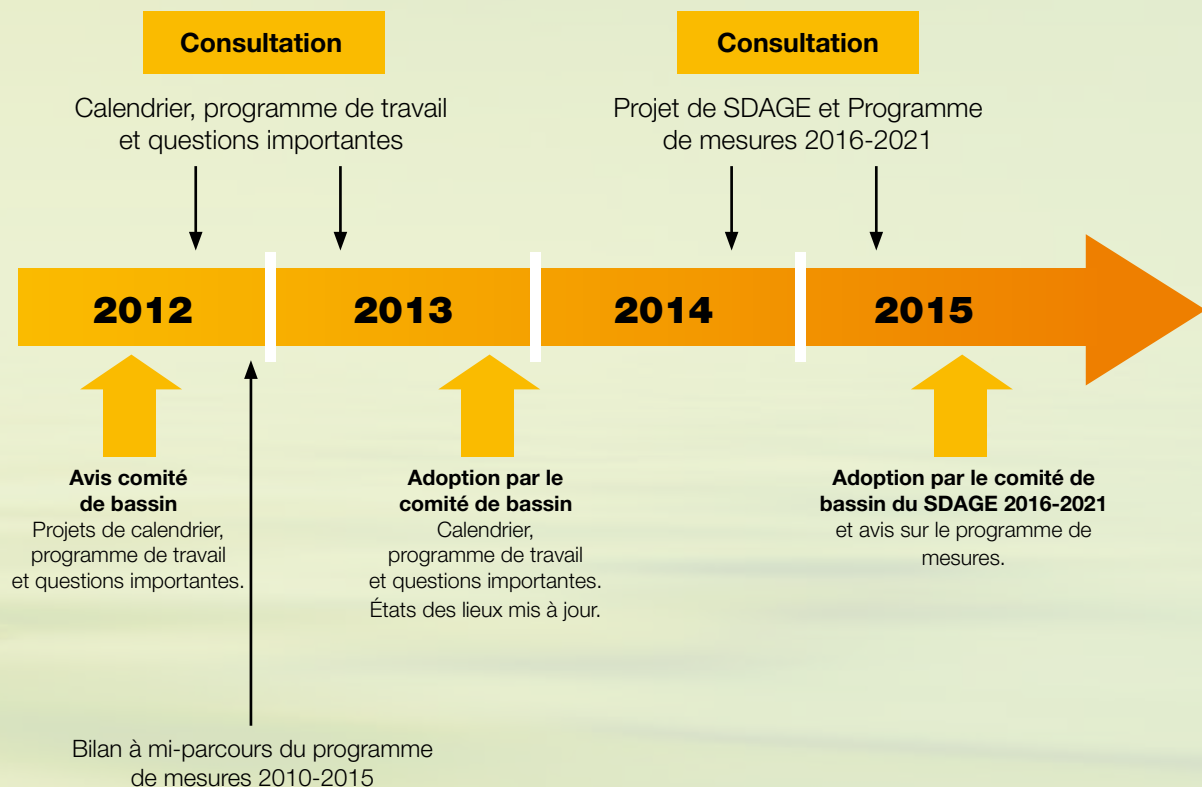 Consultation
Calendrier, programme de travail
et questions importantes
Consultation
Projet de SDAGE et Programme
de mesures 2016-2021
2012
2013
2014
2015
Avis comité
de bassin
Projets de calendrier,
programme de travail
et questions importantes.
Adoption par le
comité de bassin
Calendrier,
programme de travail
et questions importantes.
États des lieux mis à jour.
Adoption par le comité de
bassin du SDAGE 2016-2021
et avis sur le programme de
mesures.
Bilan à mi-parcours du programme
de mesures 2010-2015